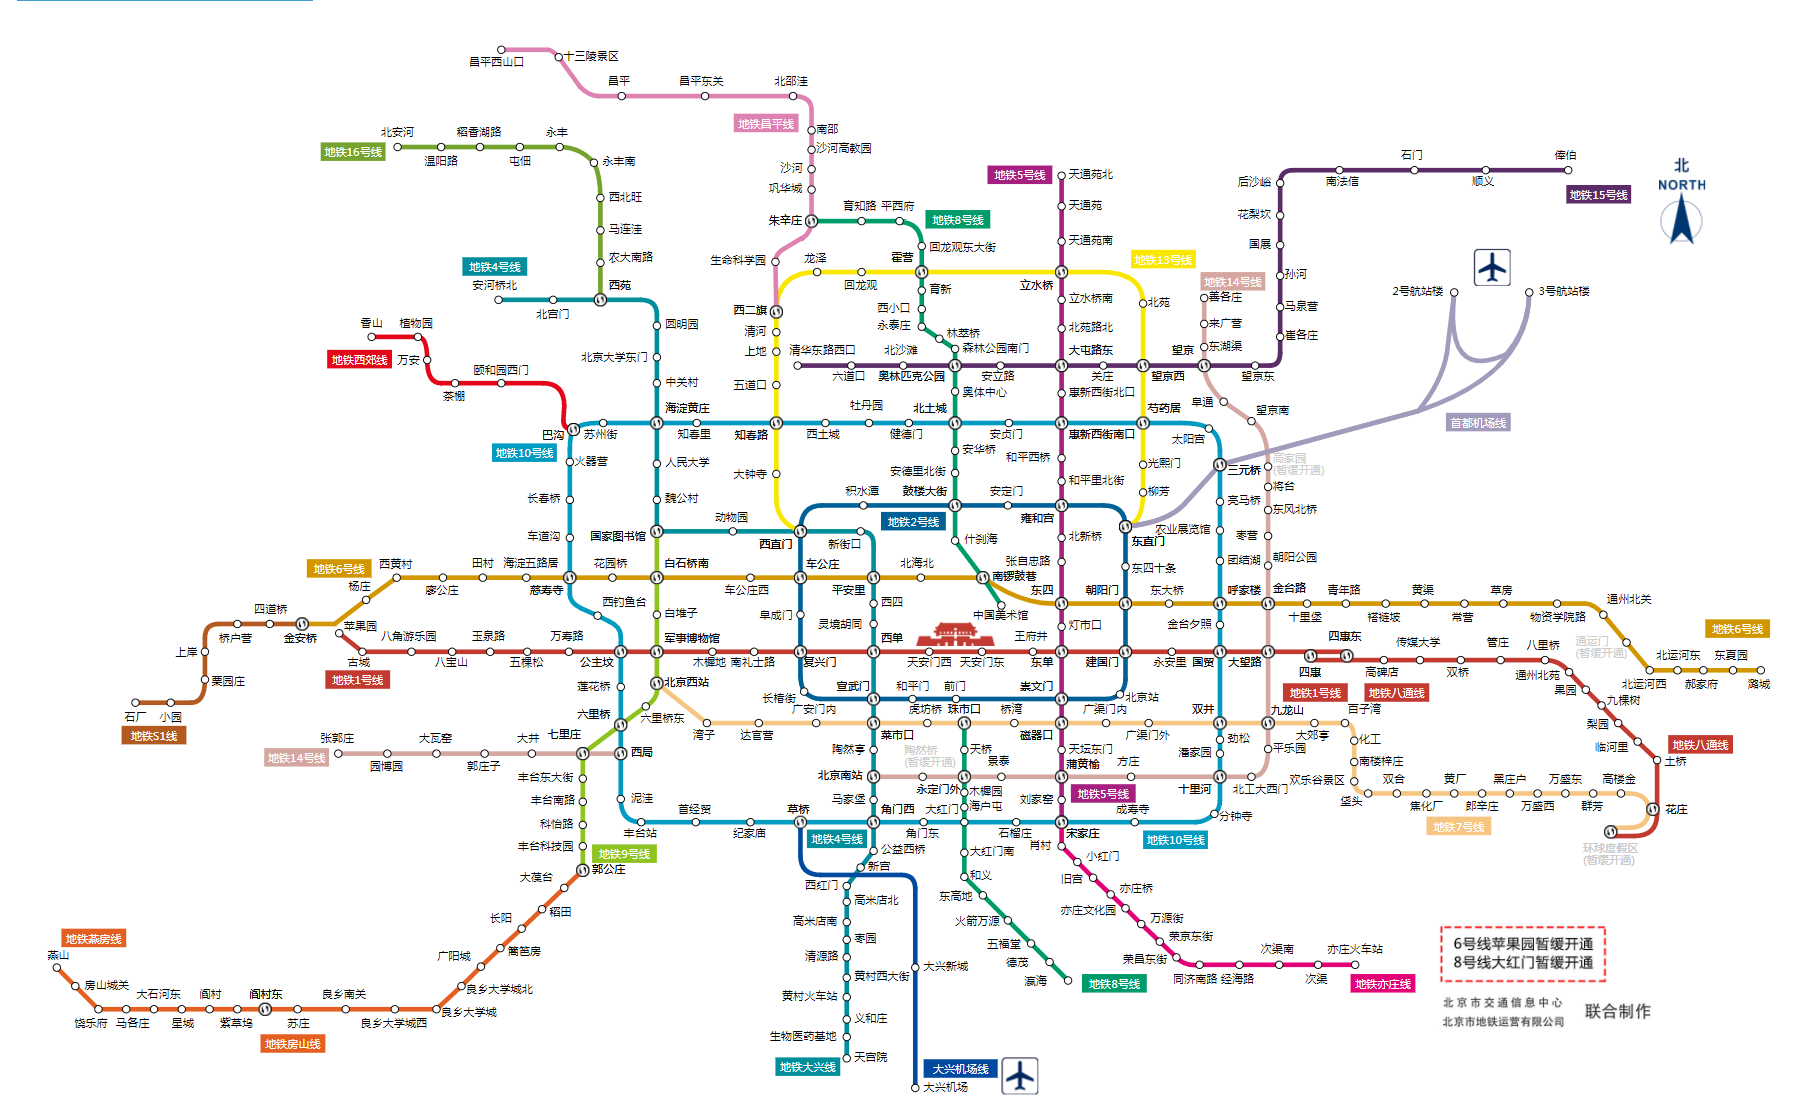 昌平西山口
十三陵景区
昌平
昌平东关
北邵洼
地铁昌平线
南邵
沙河高教园
沙河
巩华城
朱辛庄
生命科学园
北安河
稻香湖路
永丰
地铁16号线
温阳路
屯佃
永丰南
西北旺
马连洼
农大南路
西苑
地铁4号线
安河桥北
北宫门
圆明园
北京大学东门
中关村
海淀黄庄
知春里
人民大学
魏公村
国家图书馆
动物园
西直门
新街口
香山
植物园
地铁西郊线
万安
颐和园西门
茶棚
巴沟
苏州街
地铁10号线
火器营
长春桥
车道沟
育知路
平西府
地铁8号线
回龙观东大街
霍营
育新
西小口
永泰庄
林萃桥
森林公园南门
龙泽
回龙观
西二旗
清河
上地
五道口
知春路
大钟寺
清华东路西口
北沙滩
六道口
奥林匹克公园
安立路
大屯路东
关庄
望京西
望京
望京东
奥体中心
牡丹园
北土城
西土城
健德门
安贞门
惠新西街南口
芍药居
太阳宫
安华桥
安德里北街
鼓楼大街
积水潭
安定门
地铁2号线
什刹海
雍和宫
地铁5号线
天通苑北
天通苑
天通苑南
立水桥
立水桥南
北苑路北
惠新西街北口
和平西桥
和平里北街
北新桥
张自忠路
地铁13号线
北苑
光熙门
柳芳
东直门
地铁14号线
善各庄
来广营
东湖渠
阜通
望京南
高家园
(暂缓开通)
将台
东风北桥
枣营
朝阳公园
后沙峪
花梨坎
国展
孙河
马泉营
崔各庄
南法信
石门
顺义
俸伯
地铁15号线
北
NORTH
2号航站楼
3号航站楼
首都机场线
三元桥
亮马桥
农业展览馆
团结湖
东四十条
地铁6号线
西黄村
田村
海淀五路居
花园桥
白石桥南
车公庄
北海北
杨庄
廖公庄
慈寿寺
车公庄西
平安里
南锣鼓巷
中国美术馆
东四
朝阳门
东大桥
呼家楼
金台路
青年路
黄渠
草房
通州北关
十里堡
褡裢坡
常营
物资学院路
通运门
(暂缓开通)
地铁6号线
北运河东
东夏园
北运河西
郝家府
潞城
四道桥
桥户营
金安桥
上岸
栗园庄
石厂
小园
地铁S1线
苹果园
古城
八角游乐园
玉泉路
万寿路
八宝山
五棵松
公主坟
地铁1号线
西钓鱼台
白堆子
军事博物馆
木樨地
南礼士路
复兴门
阜成门
西四
灵境胡同
西单
天安门西
天安门东
王府井
东单
灯市口
建国门
永安里
金台夕照
国贸
大望路
四惠
四惠东
地铁1号线
地铁八通线
高碑店
传媒大学
双桥
管庄
八里桥
通州北苑
果园
九棵树
梨园
临河里
地铁八通线
土桥
莲花桥
北京西站
六里桥
六里桥东
七里庄
西局
长椿街
宣武门
和平门
前门
崇文门
北京站
湾子
达官营
广安门内
菜市口
虎坊桥
珠市口
桥湾
磁器口
广渠门内
广渠门外
双井
九龙山
大郊亭
百子湾
化工
南楼梓庄
欢乐谷景区
垡头
双合
焦化厂
黄厂
郎辛庄
黑庄户
万盛西
万盛东
群芳
高楼金
花庄
地铁7号线
环球度假区
(暂缓开通)
张郭庄
地铁14号线
园博园
大瓦窑
郭庄子
大井
丰台东大街
丰台南路
科怡路
丰台科技园
地铁9号线
郭公庄
泥洼
丰台站
首经贸
纪家庙
草桥
陶然亭
北京南站
陶然桥
(暂缓开通)
天桥
景泰
永定门外
木樨园
海户屯
天坛东门
蒲黄榆
方庄
地铁5号线
刘家窑
劲松
潘家园
十里河
平乐园
北工大西门
分钟寺
成寿寺
地铁10号线
宋家庄
石榴庄
大红门
角门东
角门西
马家堡
地铁4号线
公益西桥
新宫
西红门
高米店北
高米店南
枣园
清源路
黄村西大街
黄村火车站
义和庄
生物医药基地
天宫院
地铁大兴线
大兴新城
大兴机场线
大兴机场
大红门南
和义
东高地
火箭万源
五福堂
德茂
瀛海
地铁8号线
肖村
小红门
旧宫
亦庄桥
亦庄文化园
万源街
荣京东街
荣昌东街
同济南路
经海路
次渠南
次渠
亦庄火车站
地铁亦庄线
大葆台
稻田
长阳
篱笆房
广阳城
良乡大学城北
良乡大学城
良乡大学城西
良乡南关
苏庄
阎村东
地铁房山线
地铁燕房线
燕山
房山城关
饶乐府
马各庄
大石河东
星城
阎村
紫草坞
6号线苹果园暂缓开通
8号线大红门暂缓开通
北京市交通信息中心
北京市地铁运营有限公司
联合制作